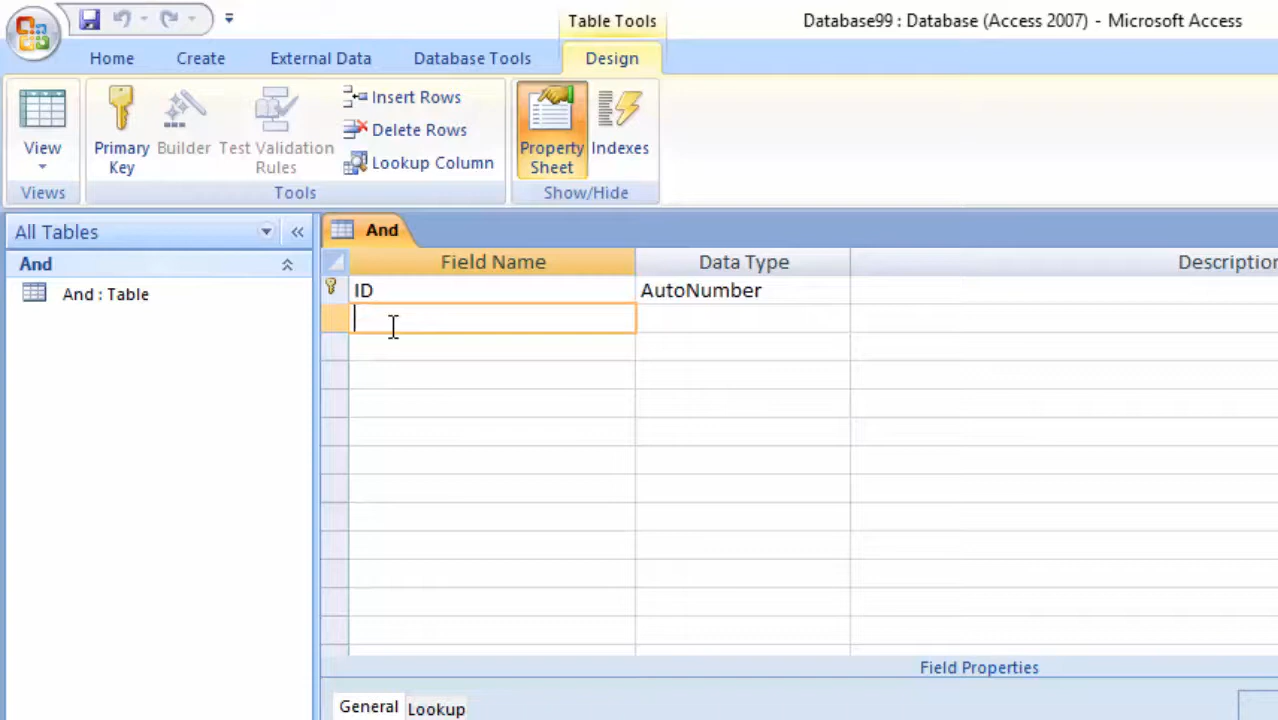 Table Tools
Database99 : Database (Access 2007) - Microsoft Access
Home Create External Data Database Tools Design
View
Primary Key
Builder
Test Validation Rules
Insert Rows
Delete Rows
Lookup Column
Property Sheet
Indexes
Views Tools Show/Hide
All Tables
And
And : Table
And
Field Name Data Type
ID AutoNumber
Field Properties
General Lookup